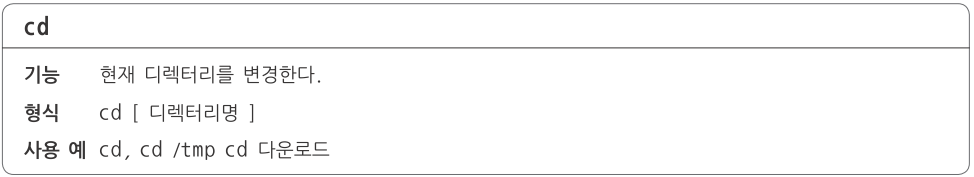 cd
기능 현재 디렉터리를 변경한다.
형식 cd [ 디렉터리명 ]
사용 예 cd, cd /tmp cd 다운로드